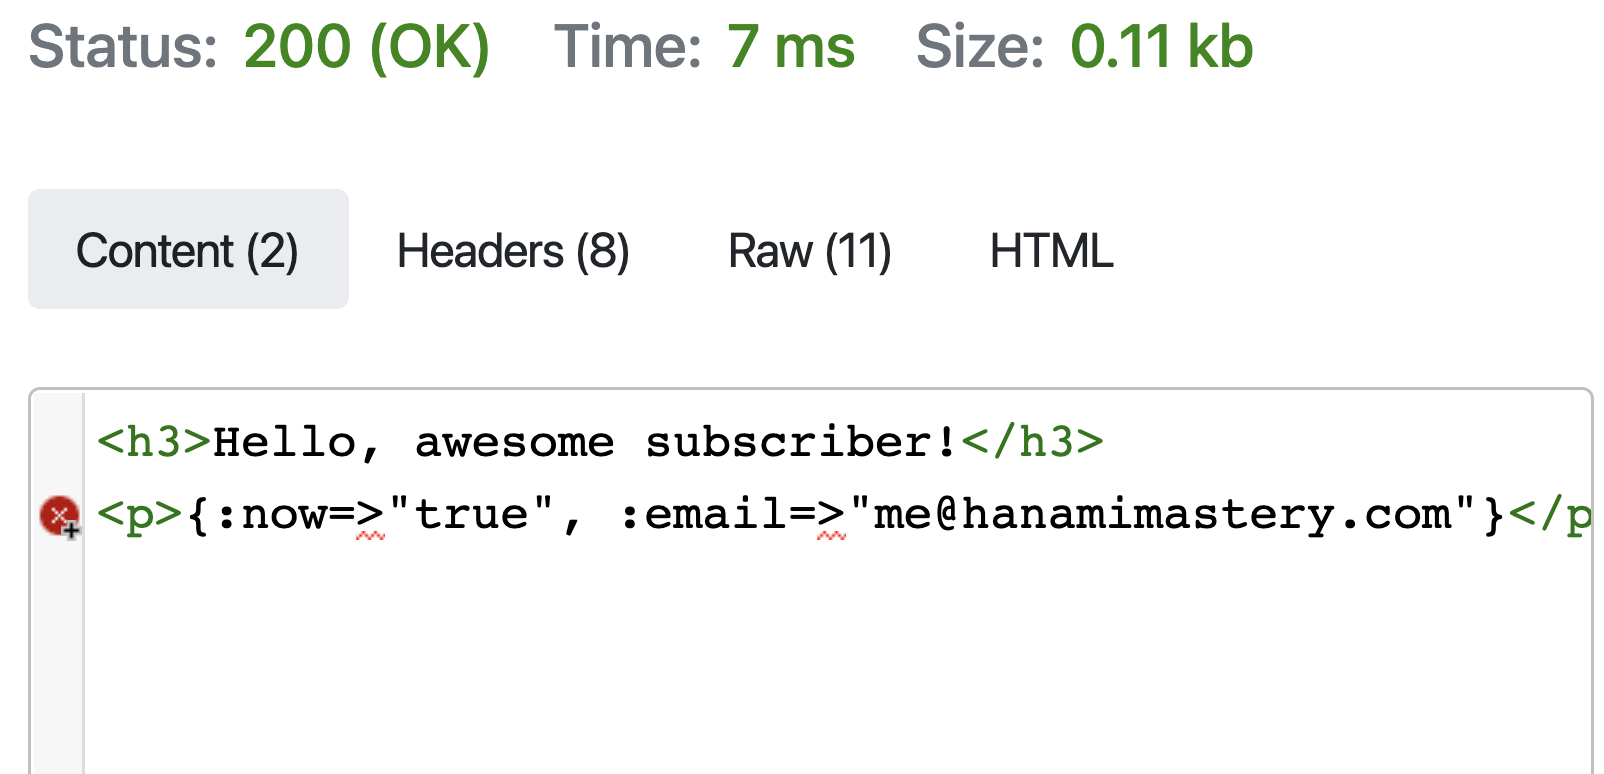 Status: 200 (OK) Time: 7 ms Size: 0.11 kb
Content (2) Headers (8) Raw (11) HTML
<h3>Hello, awesome subscriber!</h3>
<p>{:now=>"true", :email=>"me@hanamimastery.com"}</p